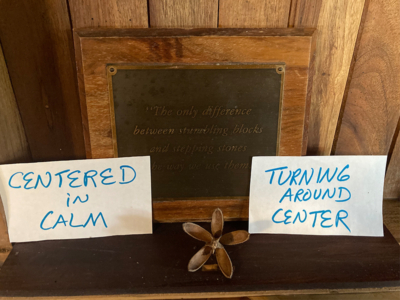 "The only difference
between stumbling blocks
and stepping stones
CENTERED
in
CALM
TURNING
AROUND
CENTER